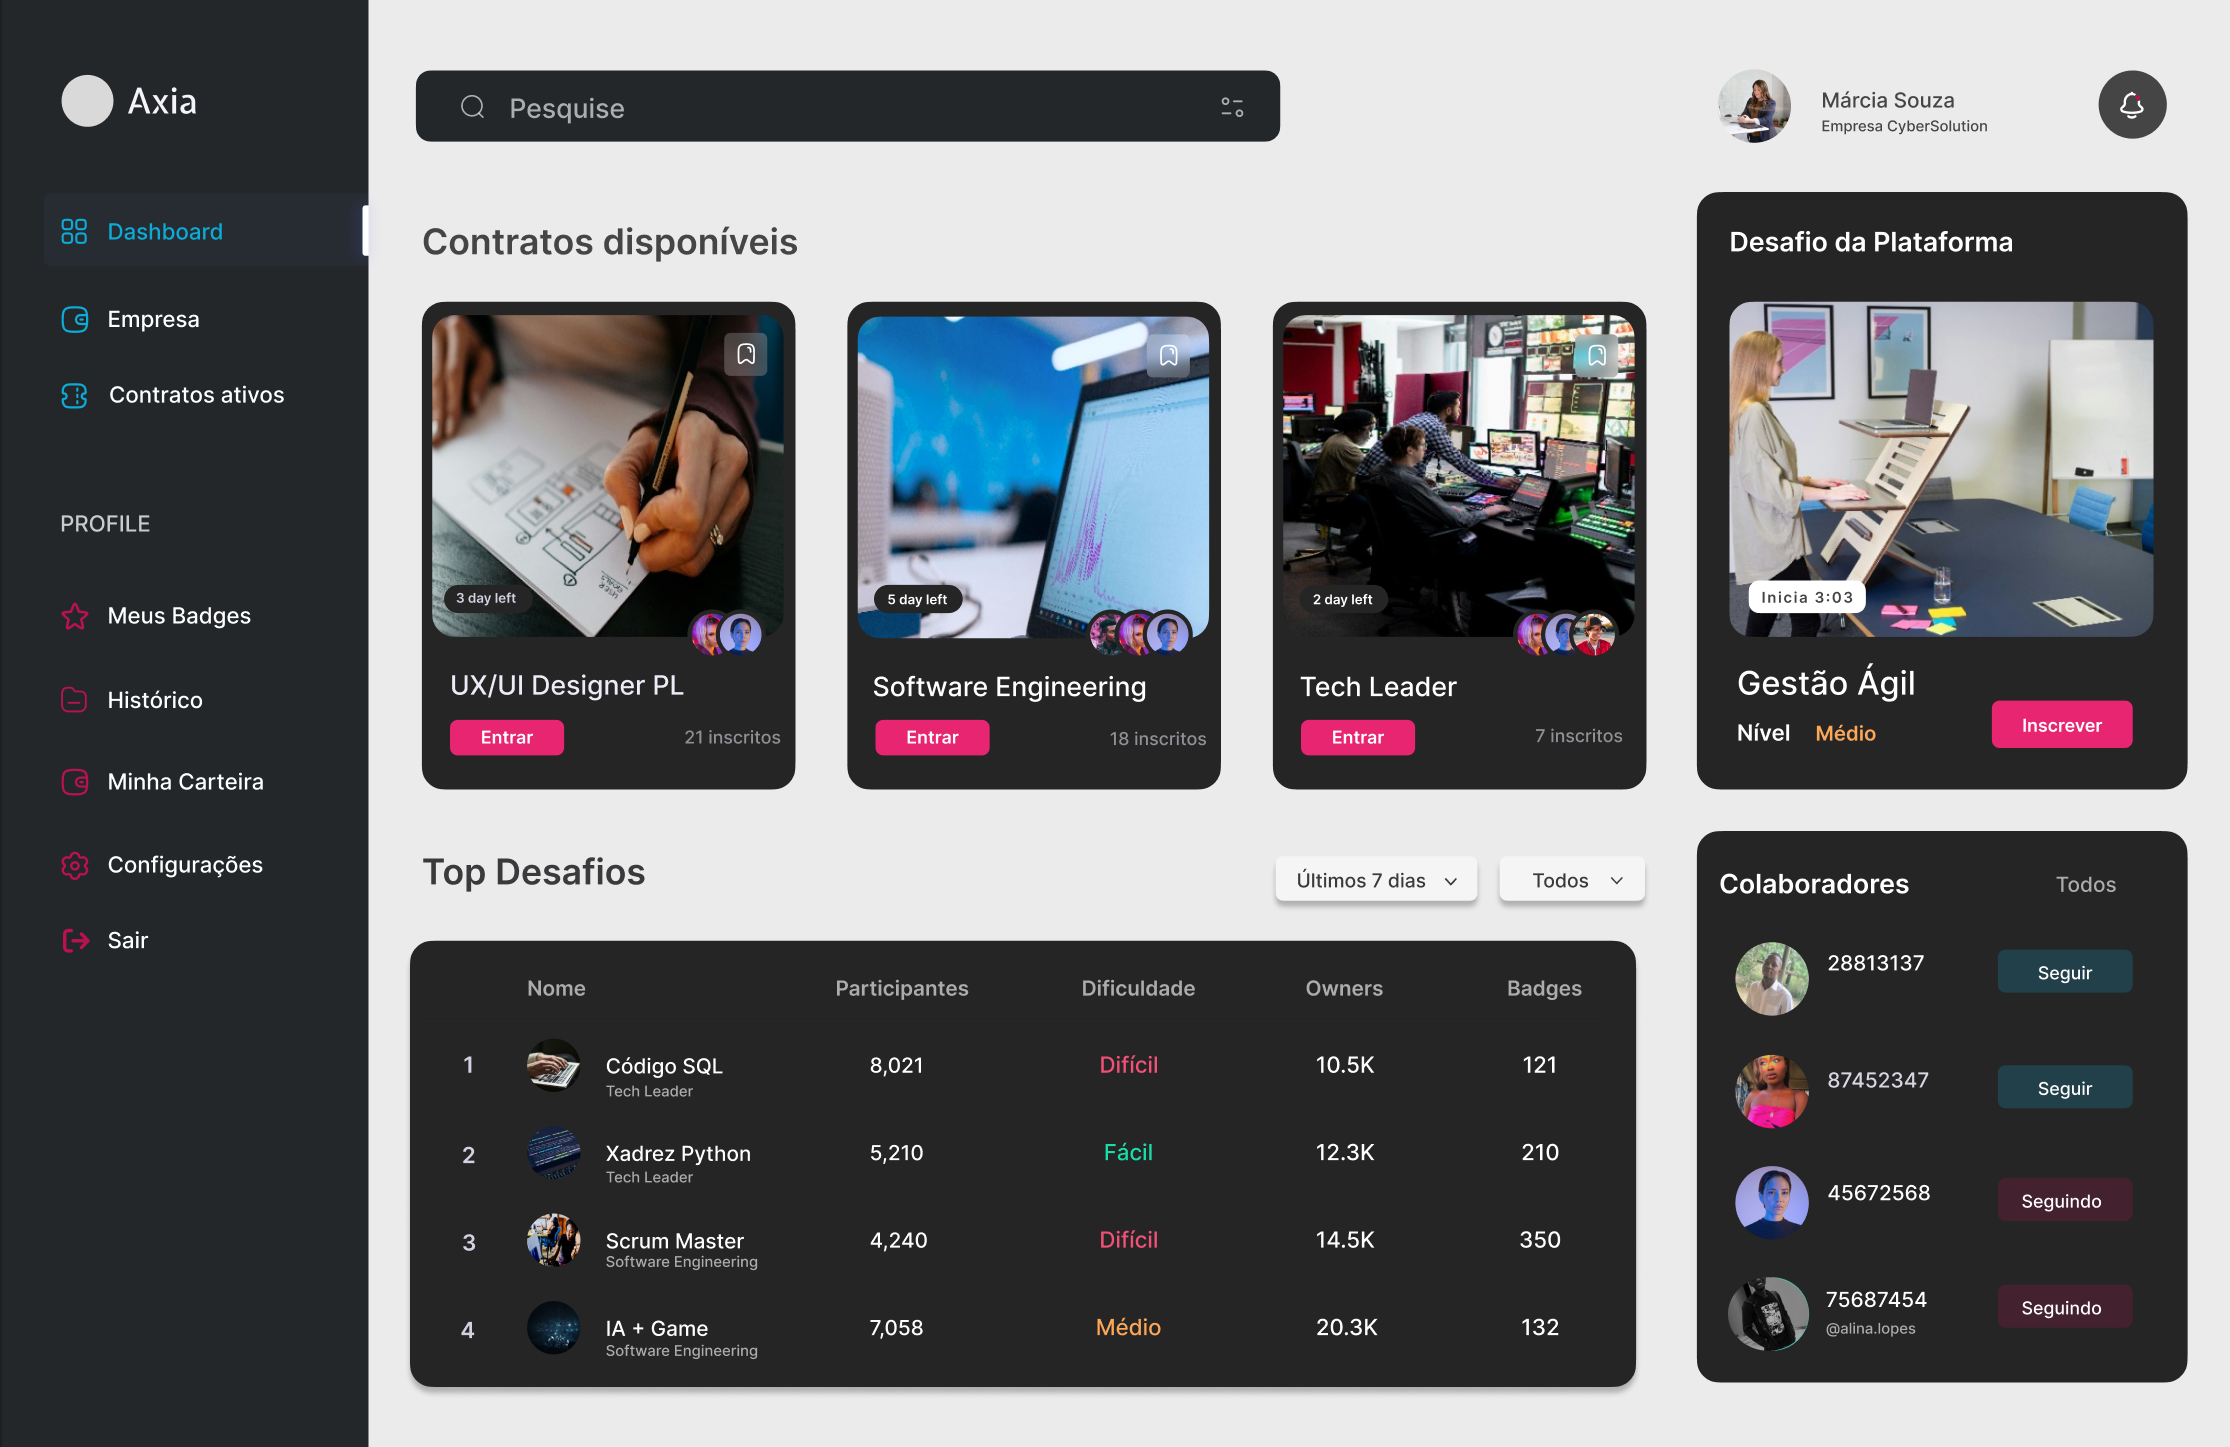 Axia
Dashboard
Empresa
Contratos ativos
PROFILE
Meus Badges
Histórico
Minha Carteira
Configurações
Sair
Pesquise
Márcia Souza
Empresa CyberSolution
Contratos disponíveis
3 day left
UX/UI Designer PL
Entrar
21 inscritos
5 day left
Software Engineering
Entrar
18 inscritos
2 day left
Tech Leader
Entrar
7 inscritos
Desafio da Plataforma
Inicia 3:03
Gestão Ágil
Nível Médio
Inscrever
Top Desafios
Últimos 7 dias
Todos
Nome Participantes Dificuldade Owners Badges
1 Código SQL 8,021 Difícil 10.5K 121
Tech Leader
2 Xadrez Python 5,210 Fácil 12.3K 210
Tech Leader
3 Scrum Master 4,240 Difícil 14.5K 350
Software Engineering
4 IA + Game 7,058 Médio 20.3K 132
Software Engineering
Colaboradores Todos
28813137 Seguir
87452347 Seguir
45672568 Seguindo
75687454 Seguindo
@alina.lopes